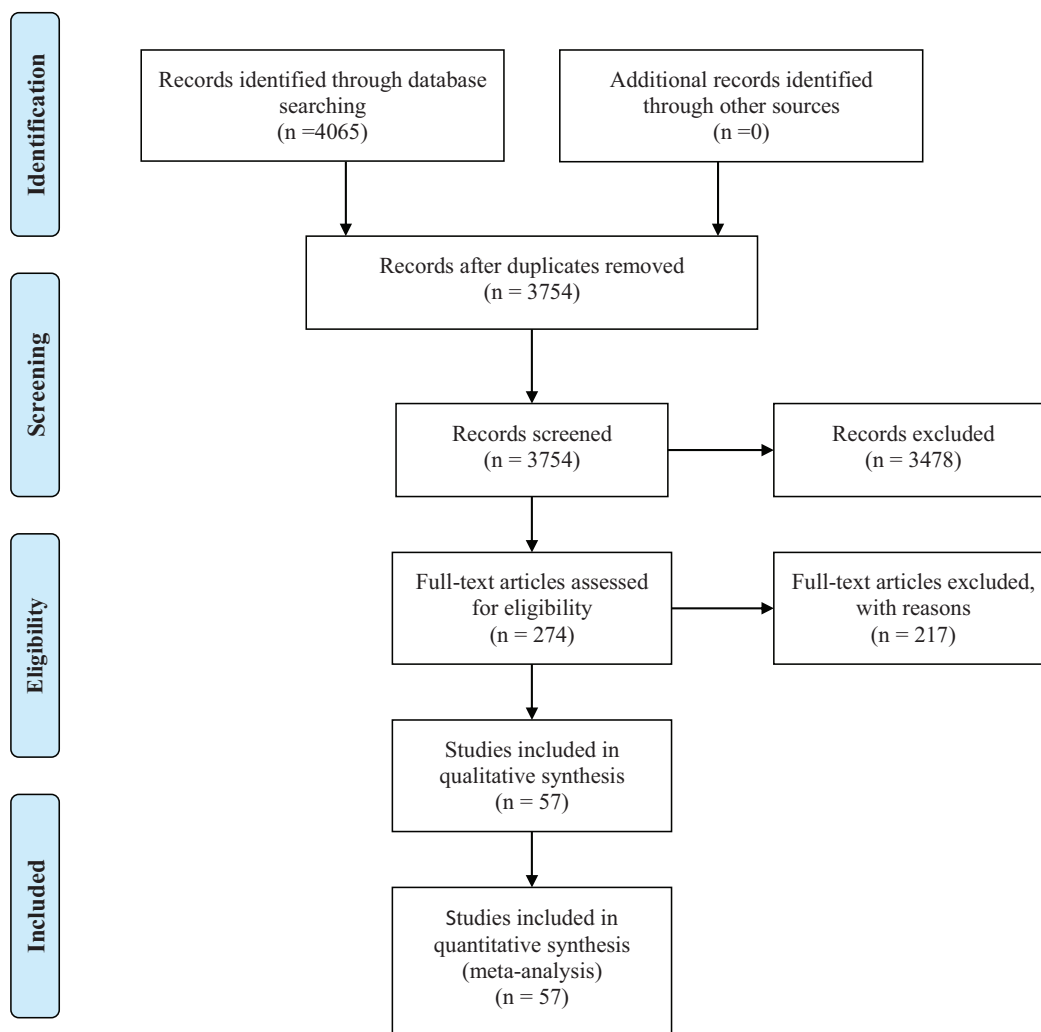 Identification
Records identified through database
searching
(n =4065)
Additional records identified
through other sources
(n =0)
Screening
Records after duplicates removed
(n = 3754)
Records screened
(n = 3754)
Records excluded
(n = 3478)
Eligibility
Full-text articles assessed
for eligibility
(n = 274)
Full-text articles excluded,
with reasons
(n = 217)
Studies included in
qualitative synthesis
(n = 57)
Included
Studies included in
quantitative synthesis
(meta-analysis)
(n = 57)